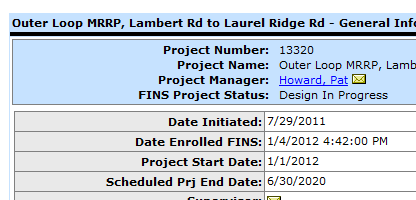 Outer Loop MRRP, Lambert Rd to Laurel Ridge Rd - General Info
Project Number: 13320
Project Name: Outer Loop MRRP, Lamb
Project Manager: Howard, Pat
FINS Project Status: Design In Progress
Date Initiated: 7/29/2011
Date Enrolled FINS: 1/4/2012 4:42:00 PM
Project Start Date: 1/1/2012
Scheduled Prj End Date: 6/30/2020
Supervisor: